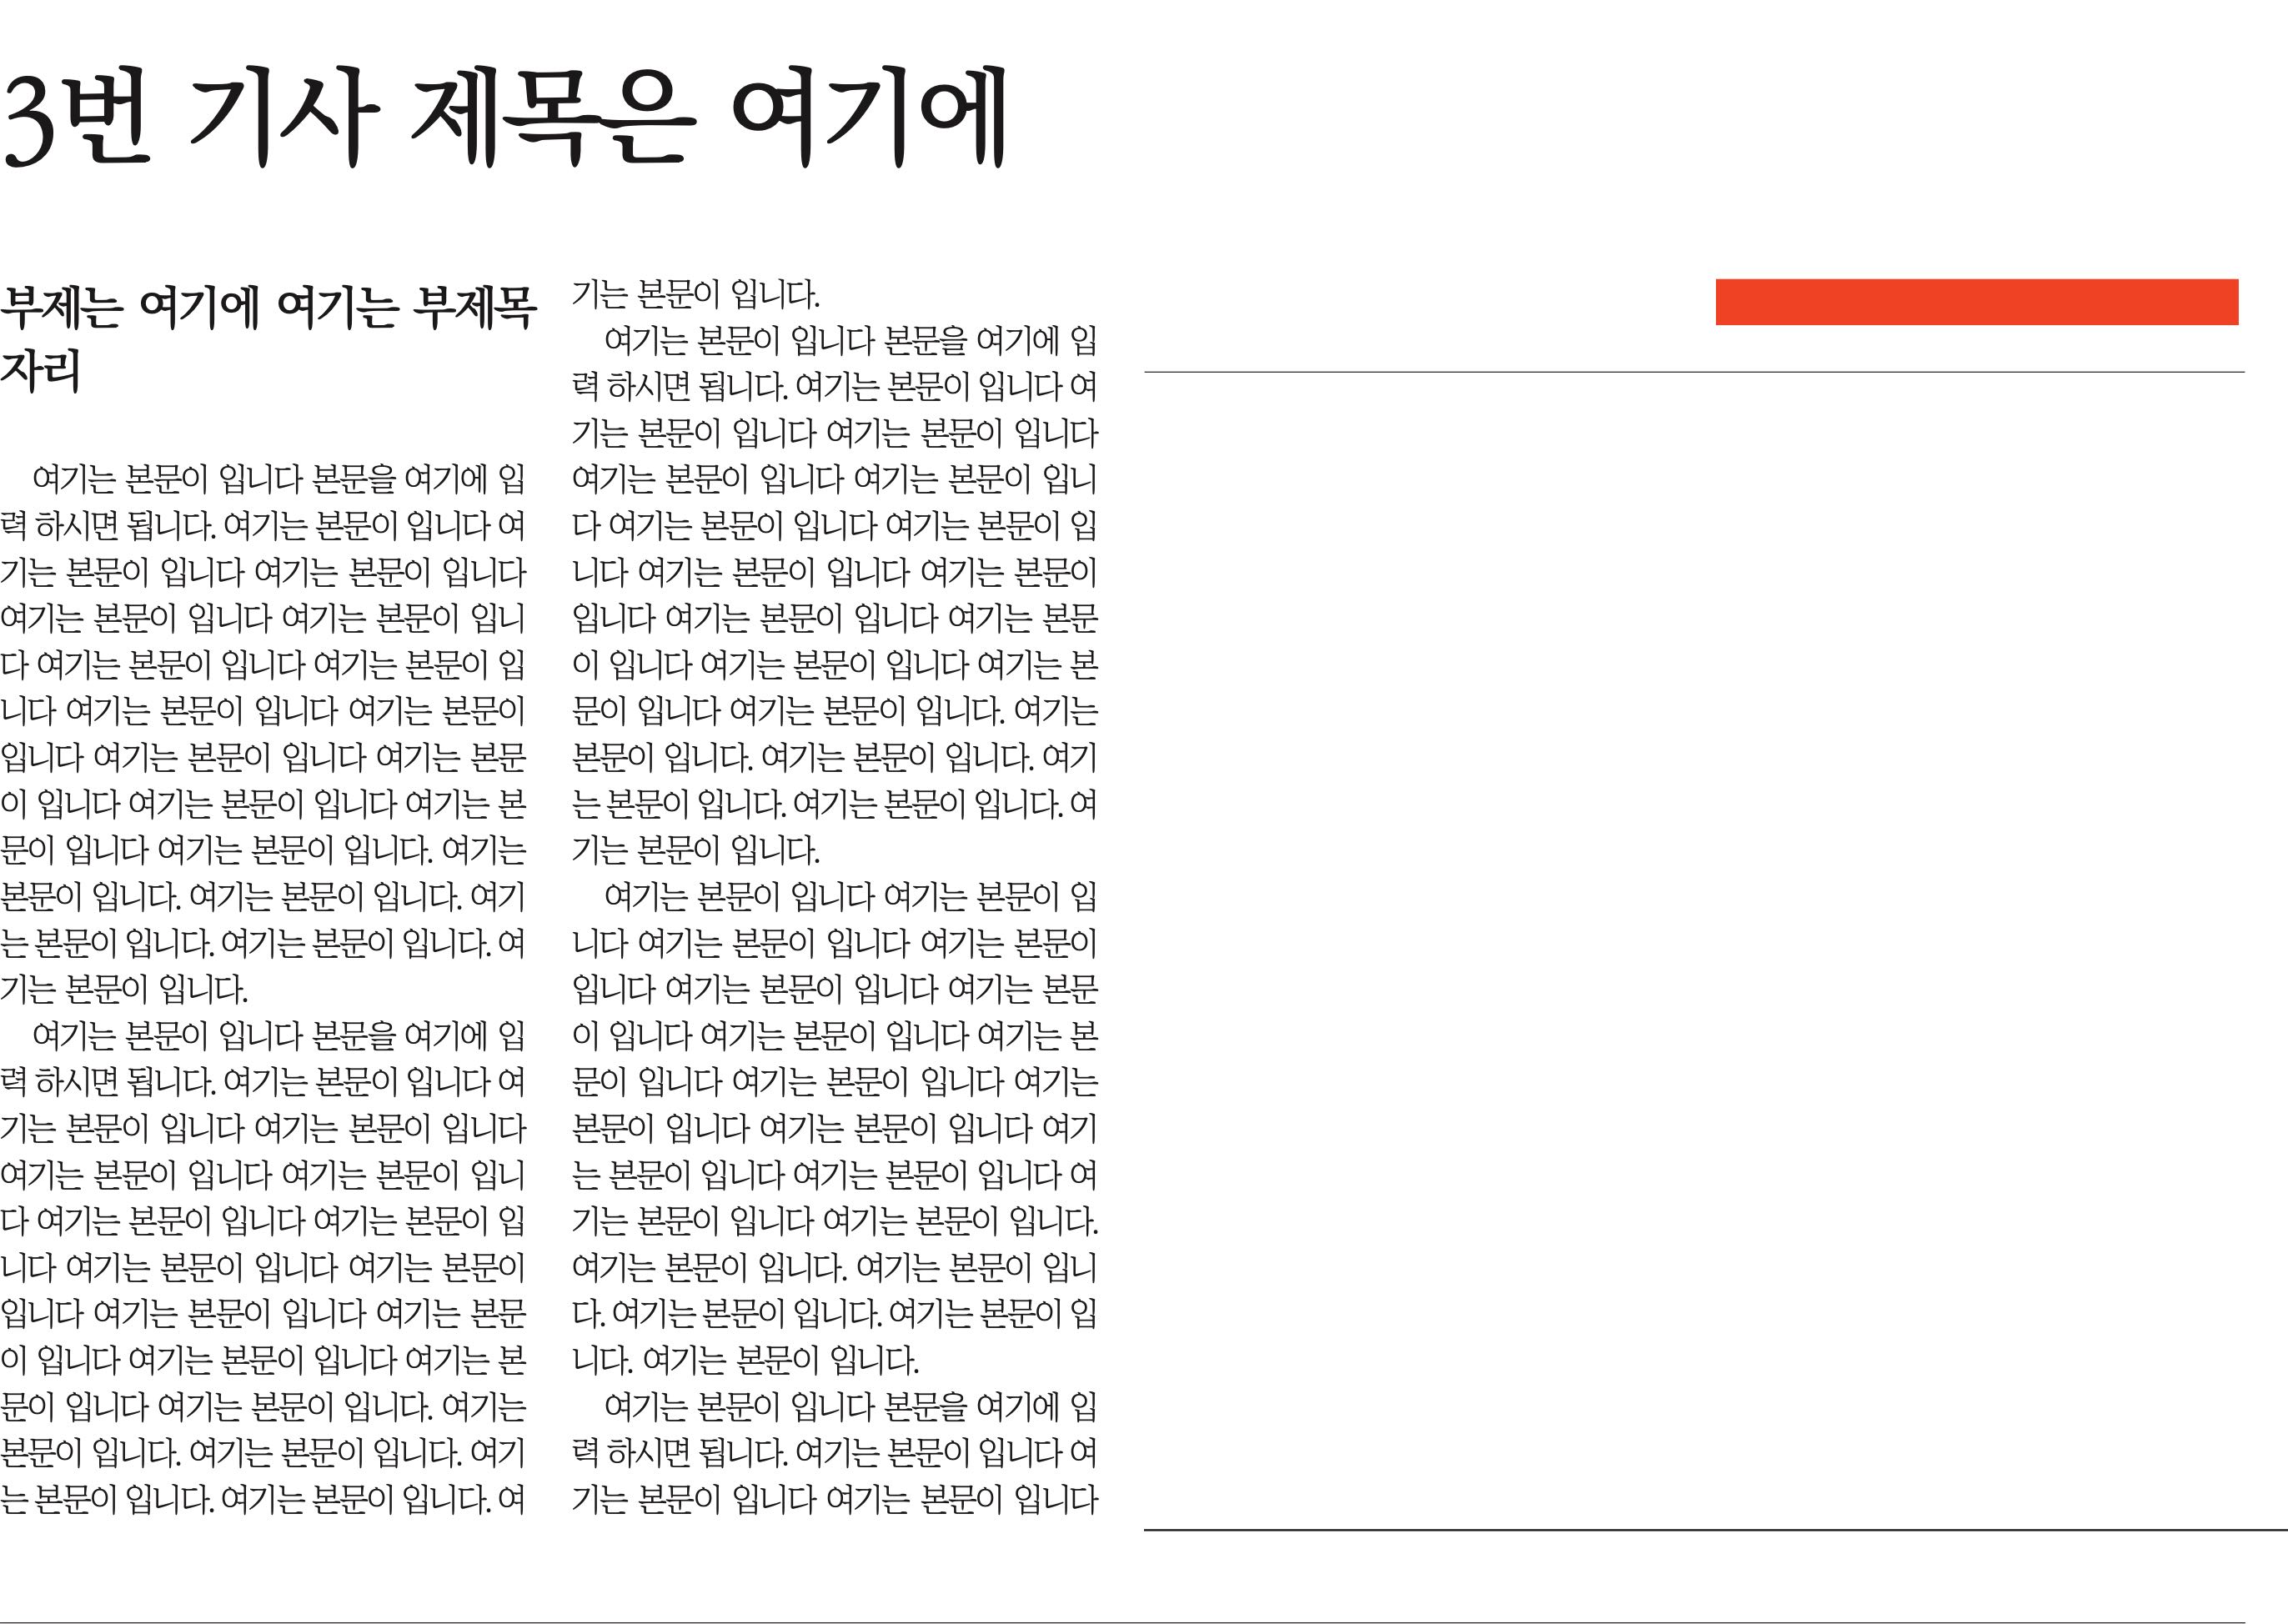 3번 기사 제목은 여기에
부제는 여기에 여기는 부제목
자리
여기는 본문이 입니다 본문을 여기에 입
력 하시면 됩니다. 여기는 본문이 입니다 여
기는 본문이 입니다 여기는 본문이 입니다
여기는 본문이 입니다 여기는 본문이 입니
다 여기는 본문이 입니다 여기는 본문이 입
니다 여기는 본문이 입니다 여기는 본문이
입니다 여기는 본문이 입니다 여기는 본문
이 입니다 여기는 본문이 입니다 여기는 본
문이 입니다 여기는 본문이 입니다. 여기는
본문이 입니다. 여기는 본문이 입니다. 여기
는 본문이 입니다. 여기는 본문이 입니다. 여
기는 본문이 입니다.
여기는 본문이 입니다 본문을 여기에 입
력 하시면 됩니다. 여기는 본문이 입니다 여
기는 본문이 입니다 여기는 본문이 입니다
여기는 본문이 입니다 여기는 본문이 입니
다 여기는 본문이 입니다 여기는 본문이 입
니다 여기는 본문이 입니다 여기는 본문이
입니다 여기는 본문이 입니다 여기는 본문
이 입니다 여기는 본문이 입니다 여기는 본
문이 입니다 여기는 본문이 입니다. 여기는
본문이 입니다. 여기는 본문이 입니다. 여기
는 본문이 입니다. 여기는 본문이 입니다. 여
기는 본문이 입니다.
여기는 본문이 입니다 본문을 여기에 입
력 하시면 됩니다. 여기는 본문이 입니다 여
기는 본문이 입니다 여기는 본문이 입니다
여기는 본문이 입니다 여기는 본문이 입니
다 여기는 본문이 입니다 여기는 본문이 입
니다 여기는 본문이 입니다 여기는 본문이
입니다 여기는 본문이 입니다 여기는 본문
이 입니다 여기는 본문이 입니다 여기는 본
문이 입니다 여기는 본문이 입니다. 여기는
본문이 입니다. 여기는 본문이 입니다. 여기
는 본문이 입니다. 여기는 본문이 입니다. 여
기는 본문이 입니다.
여기는 본문이 입니다 여기는 본문이 입
니다 여기는 본문이 입니다 여기는 본문이
입니다 여기는 본문이 입니다 여기는 본문
이 입니다 여기는 본문이 입니다 여기는 본
문이 입니다 여기는 본문이 입니다 여기는
본문이 입니다 여기는 본문이 입니다 여기
는 본문이 입니다 여기는 본문이 입니다 여
기는 본문이 입니다 여기는 본문이 입니다.
여기는 본문이 입니다. 여기는 본문이 입니
다. 여기는 본문이 입니다. 여기는 본문이 입
니다. 여기는 본문이 입니다.
여기는 본문이 입니다 본문을 여기에 입
력 하시면 됩니다. 여기는 본문이 입니다 여
기는 본문이 입니다 여기는 본문이 입니다